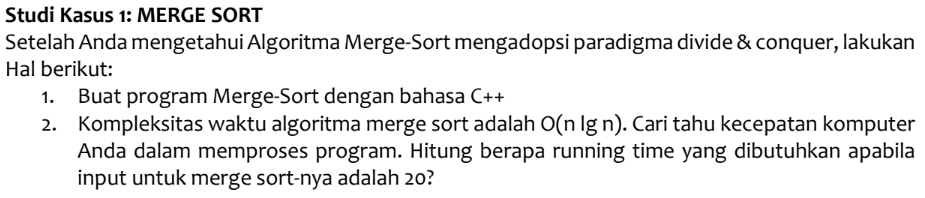 Studi Kasus 1: MERGE SORT
Setelah Anda mengetahui Algoritma Merge-Sort mengadopsi paradigma divide & conquer, lakukan
Hal berikut:
1. Buat program Merge-Sort dengan bahasa C++
2. Kompleksitas waktu algoritma merge sort adalah O(n lg n). Cari tahu kecepatan komputer
Anda dalam memproses program. Hitung berapa running time yang dibutuhkan apabila
input untuk merge sort-nya adalah 20?